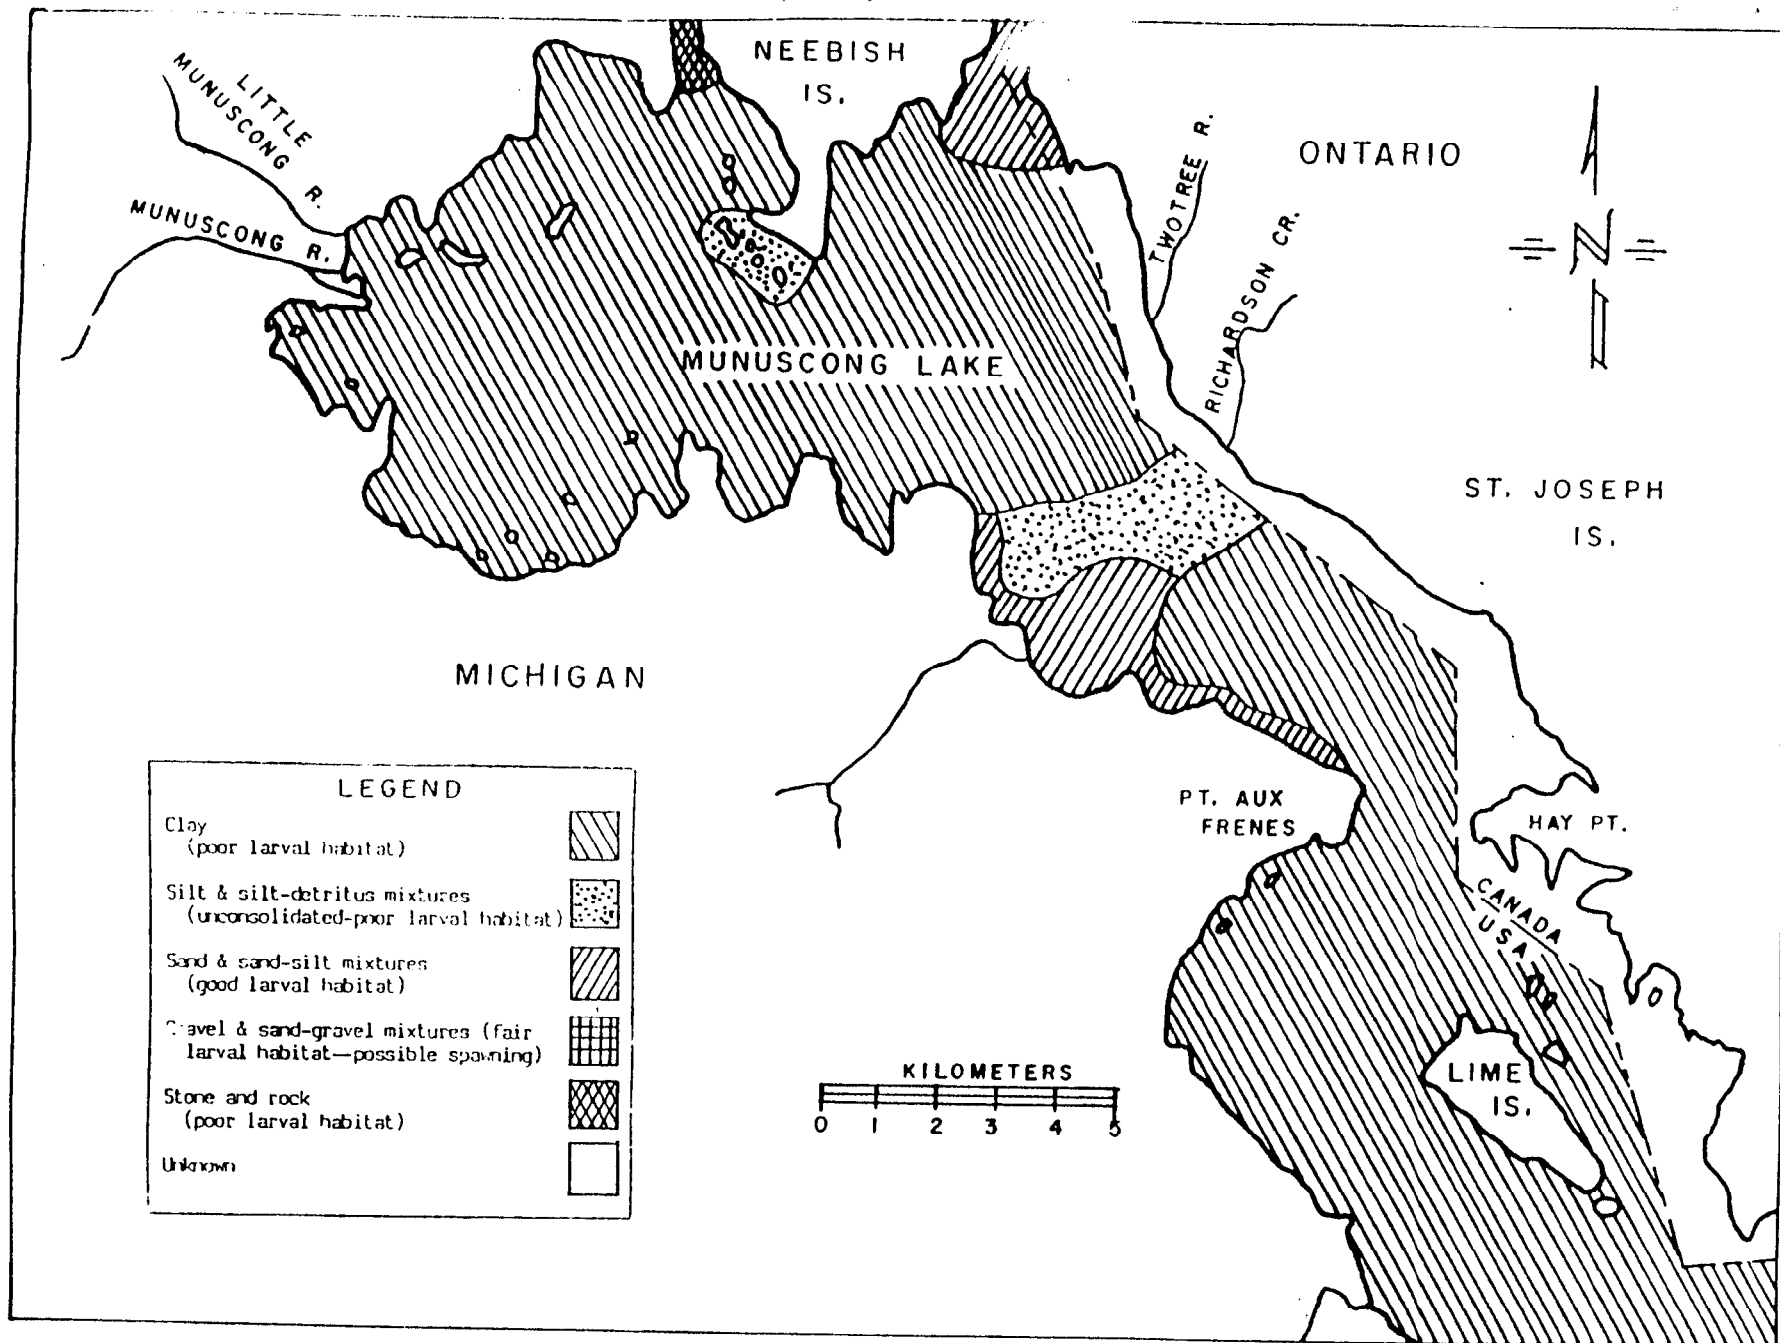 NEEBISH
IS.
LITTLE
MUNUSCONG R.
MUNUSCONG R.
TWOTREE R.
ONTARIO
RICHARDSON CR.
N
MUNUSCONG LAKE
ST. JOSEPH
IS.
MICHIGAN
PT. AUX
FRENES
HAY PT.
CANADA
USA
LIME
IS.
KILOMETERS
0 1 2 3 4 5
LEGEND
Clay
(poor larval habitat)
Silt & silt-detritus mixtures
(unconsolidated-poor larval habitat)
Sand & sand-silt mixtures
(good larval habitat)
Gravel & sand-gravel mixtures (fair
larval habitat—possible spawning)
Stone and rock
(poor larval habitat)
Unknown